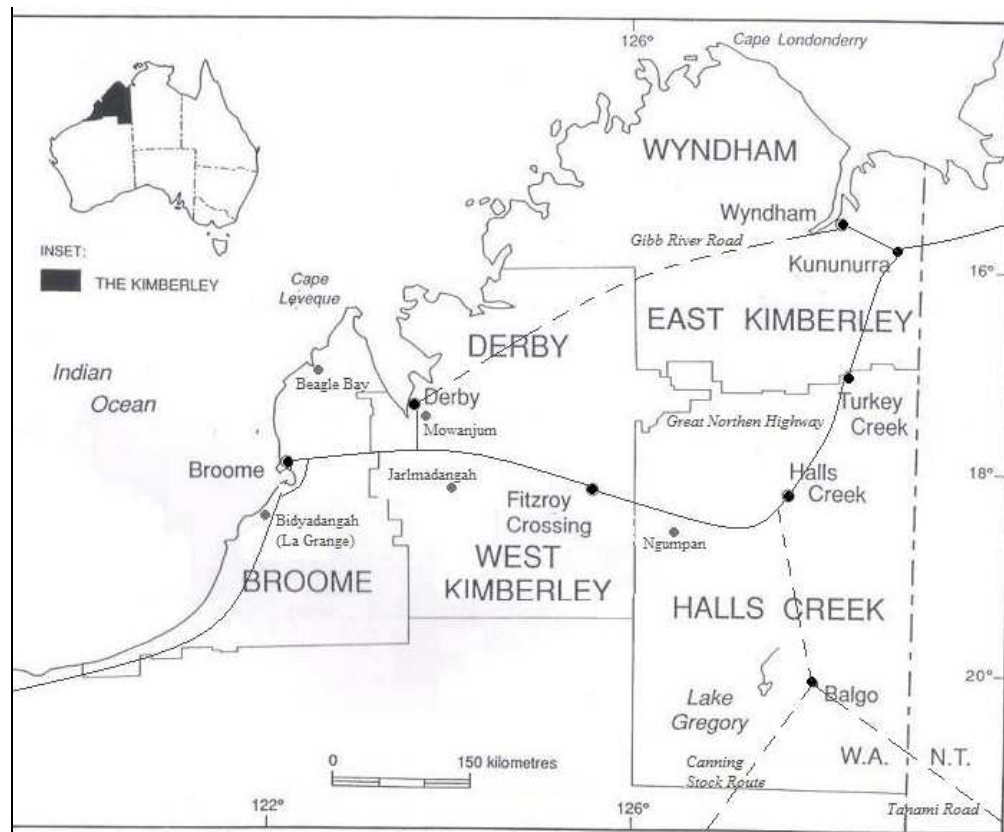 126°
Cape Londonderry
WYNDHAM
Wyndham
Gibb River Road
Kununurra
INSET:
THE KIMBERLEY
16°
Cape
Leveque
EAST KIMBERLEY
DERBY
Indian
Ocean
Beagle Bay
Derby
Mowanjum
Great Northen Highway
Turkey
Creek
Broome
Jarlmadangah
Halls
Creek
18°
Fitzroy
Crossing
Bidyadangah
(La Grange)
Ngumpan
BROOME
WEST
KIMBERLEY
HALLS CREEK
20°
Lake
Gregory
Balgo
0
150 kilometres
Canning
Stock Route
W.A.
N.T.
Tanami Road
122°
126°